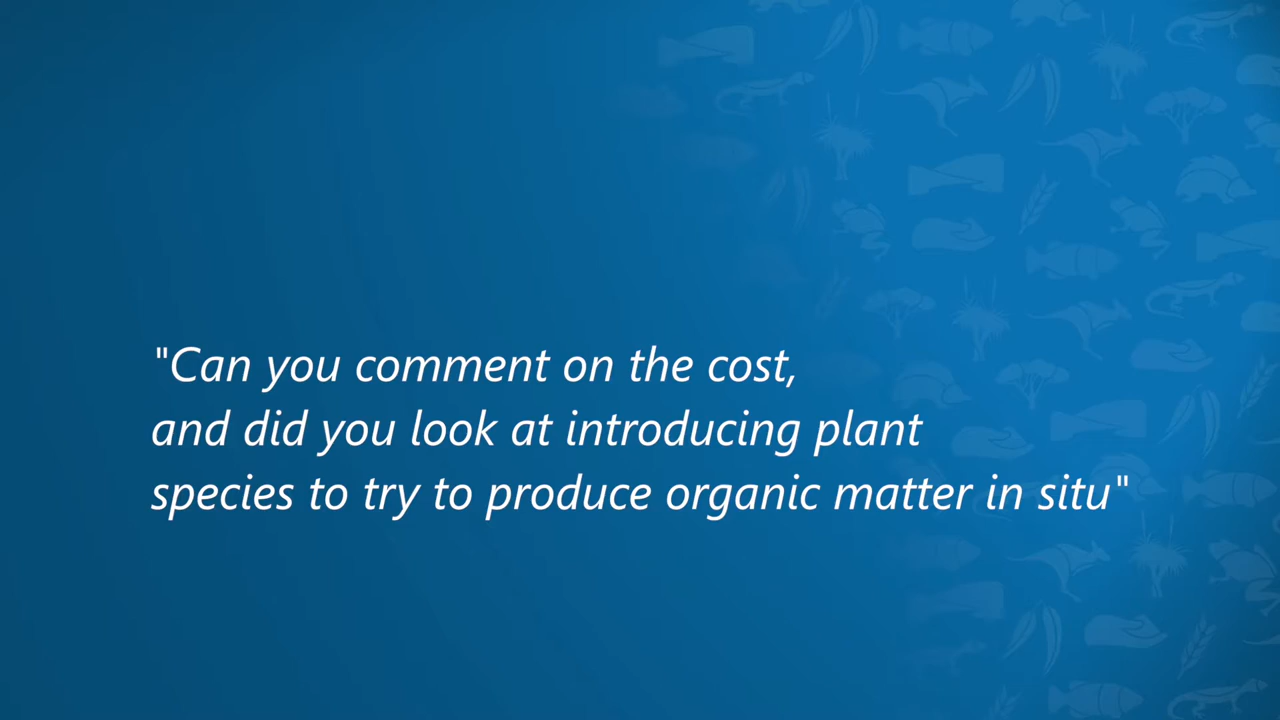 "Can you comment on the cost,
and did you look at introducing plant
species to try to produce organic matter in situ"